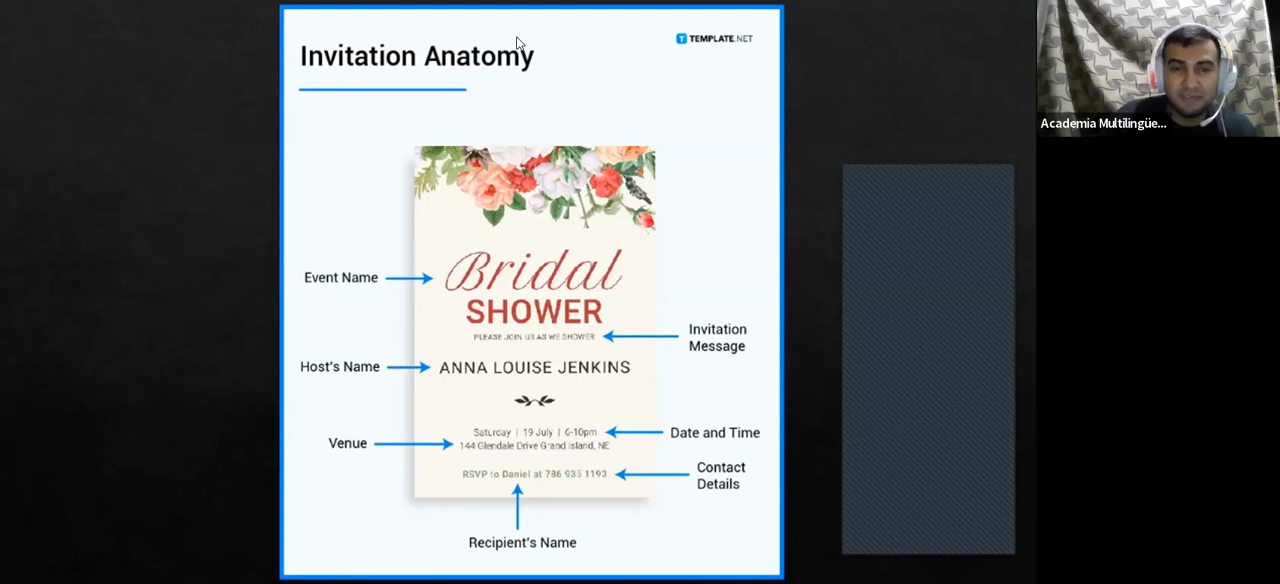 Invitation Anatomy
TEMPLATE.NET
Academia Multilingüe...
Event Name
Bridal
SHOWER
PLEASE JOIN US AS WE SHOWER
Invitation
Message
Host's Name
ANNA LOUISE JENKINS
Saturday | 19 July | 6-10pm
Date and Time
Venue
144 Glendale Drive Grand Island, NE
RSVP to Daniel at 786 935 1193
Contact
Details
Recipient's Name